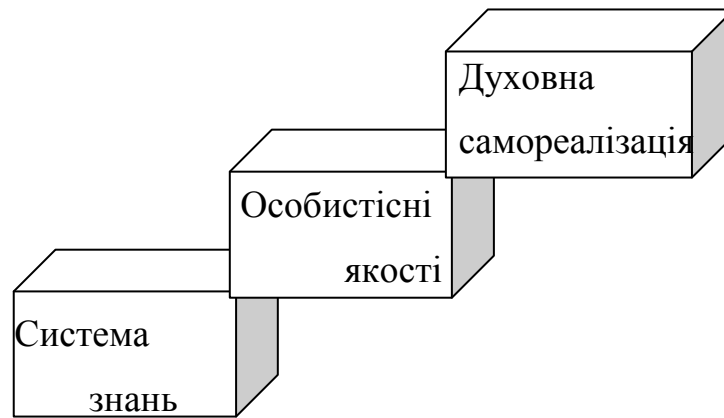 Духовна
самореалізація
Особистісні
якості
Система
знань